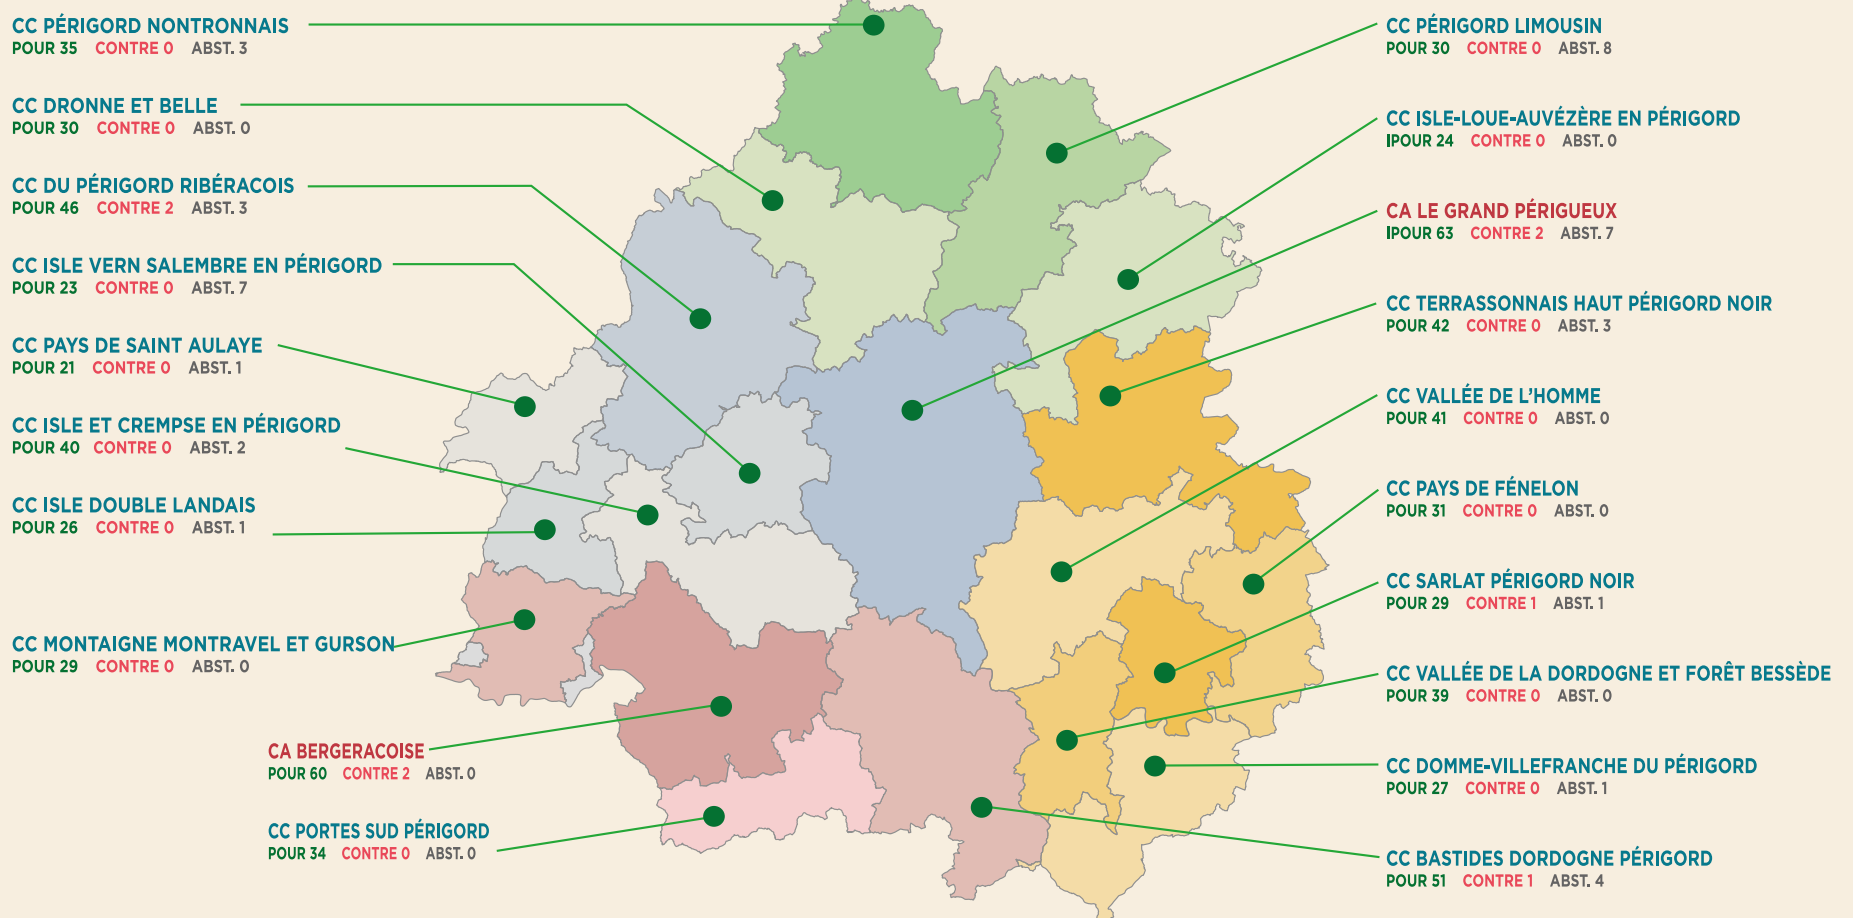 CC PÉRIGORD NONTRONNAIS
POUR 35 CONTRE 0 ABST. 3
CC DRONNE ET BELLE
POUR 30 CONTRE 0 ABST. 0
CC DU PÉRIGORD RIBÉRACOIS
POUR 46 CONTRE 2 ABST. 3
CC ISLE VERN SALEMBRE EN PÉRIGORD
POUR 23 CONTRE 0 ABST. 7
CC PAYS DE SAINT AULAYE
POUR 21 CONTRE 0 ABST. 1
CC ISLE ET CREMPSE EN PÉRIGORD
POUR 40 CONTRE 0 ABST. 2
CC ISLE DOUBLE LANDAIS
POUR 26 CONTRE 0 ABST. 1
CC MONTAIGNE MONTRAVEL ET GURSON
POUR 29 CONTRE 0 ABST. 0
CA BERGERACOISE
POUR 60 CONTRE 2 ABST. 0
CC PORTES SUD PÉRIGORD
POUR 34 CONTRE 0 ABST. 0
CC PÉRIGORD LIMOUSIN
POUR 30 CONTRE 0 ABST. 8
CC ISLE-LOUE-AUVÉZÈRE EN PÉRIGORD
IPOUR 24 CONTRE 0 ABST. 0
CA LE GRAND PÉRIGUEUX
IPOUR 63 CONTRE 2 ABST. 7
CC TERRASSONNAIS HAUT PÉRIGORD NOIR
POUR 42 CONTRE 0 ABST. 3
CC VALLÉE DE L'HOMME
POUR 41 CONTRE 0 ABST. 0
CC PAYS DE FÉNELON
POUR 31 CONTRE 0 ABST. 0
CC SARLAT PÉRIGORD NOIR
POUR 29 CONTRE 1 ABST. 1
CC VALLÉE DE LA DORDOGNE ET FORÊT BESSÈDE
POUR 39 CONTRE 0 ABST. 0
CC DOMME-VILLEFRANCHE DU PÉRIGORD
POUR 27 CONTRE 0 ABST. 1
CC BASTIDES DORDOGNE PÉRIGORD
POUR 51 CONTRE 1 ABST. 4